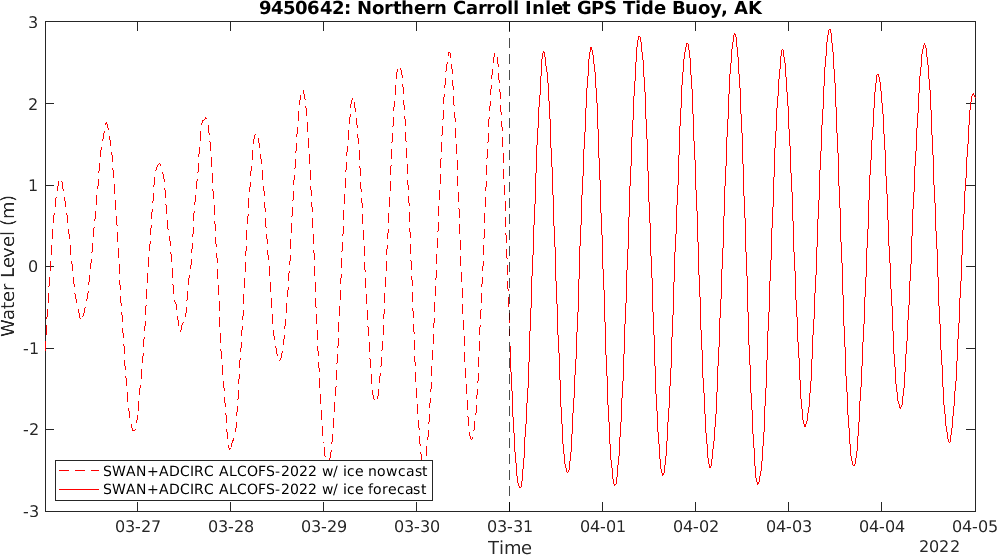 9450642: Northern Carroll Inlet GPS Tide Buoy, AK
3
2
1
0
-1
-2
-3
Water Level (m)
SWAN+ADCIRC ALCOFS-2022 w/ ice nowcast
SWAN+ADCIRC ALCOFS-2022 w/ ice forecast
03-27 03-28 03-29 03-30 03-31 04-01 04-02 04-03 04-04 04-05
Time
2022